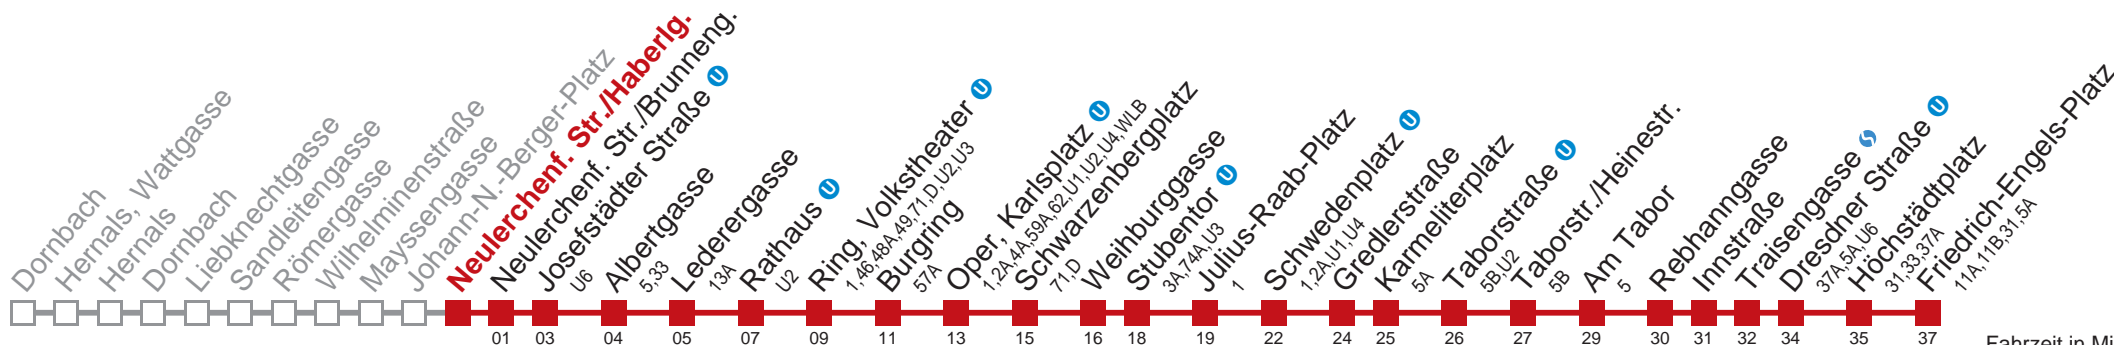 Dornbach
Hernals, Wattgasse
Hernals
Dornbach
Liebknechtgasse
Sandleitengasse
Römergasse
Wilhelminenstraße
Mayssengasse
Johann-N.-Berger-Platz
Neulerchenf. Str./Haberlg.
Neulerchenf. Str./Brunneng.
Josefstädter Straße U
U6
Albertgasse
5,33
Lederergasse
13A
Rathaus U
U2
Ring, Volkstheater U
1,46,48A,49,71,D,U2,U3
Burgring
57A
Oper, Karlsplatz U
1,2A,4A,59A,62,U1,U2,U4,WLB
Schwarzenbergplatz
71,D
Weihburggasse
Stubentor U
3A,74A,U3
Julius-Raab-Platz
1
Schwedenplatz U
1,2A,U1,U4
Gredlerstraße
Karmeliterplatz
5A
Taborstraße U
5B,U2
Taborstr./Heinestr.
5B
Am Tabor
5
Rebhanngasse
Innstraße
Traisengasse S
Dresdner Straße U
37A,5A,U6
Höchstädtplatz
31,33,37A
Friedrich-Engels-Platz
11A,11B,31,5A
01 03 04 05 07 09 11 13 15 16 18 19 22 24 25 26 27 29 30 31 32 34 35 37
Fahrzeit in Mi